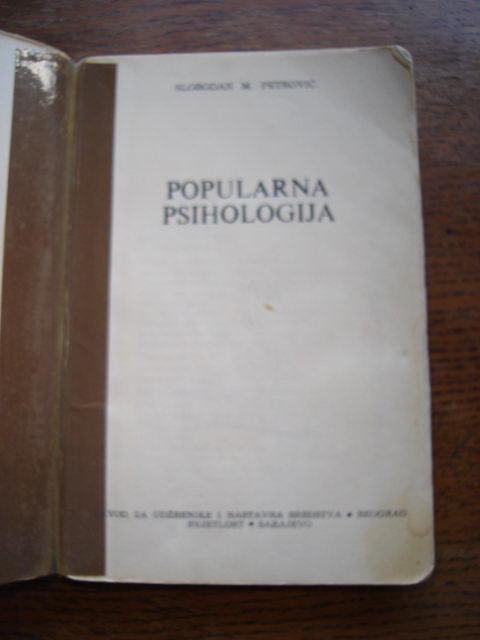 SLOBODAN M. PETROVIĆ
POPULARNA
PSIHOLOGIJA
VOD ZA UDŽBENIKE I NASTAVNA SREDSTVA • BEOGRAD
SVJETLOST • SARAJEVO